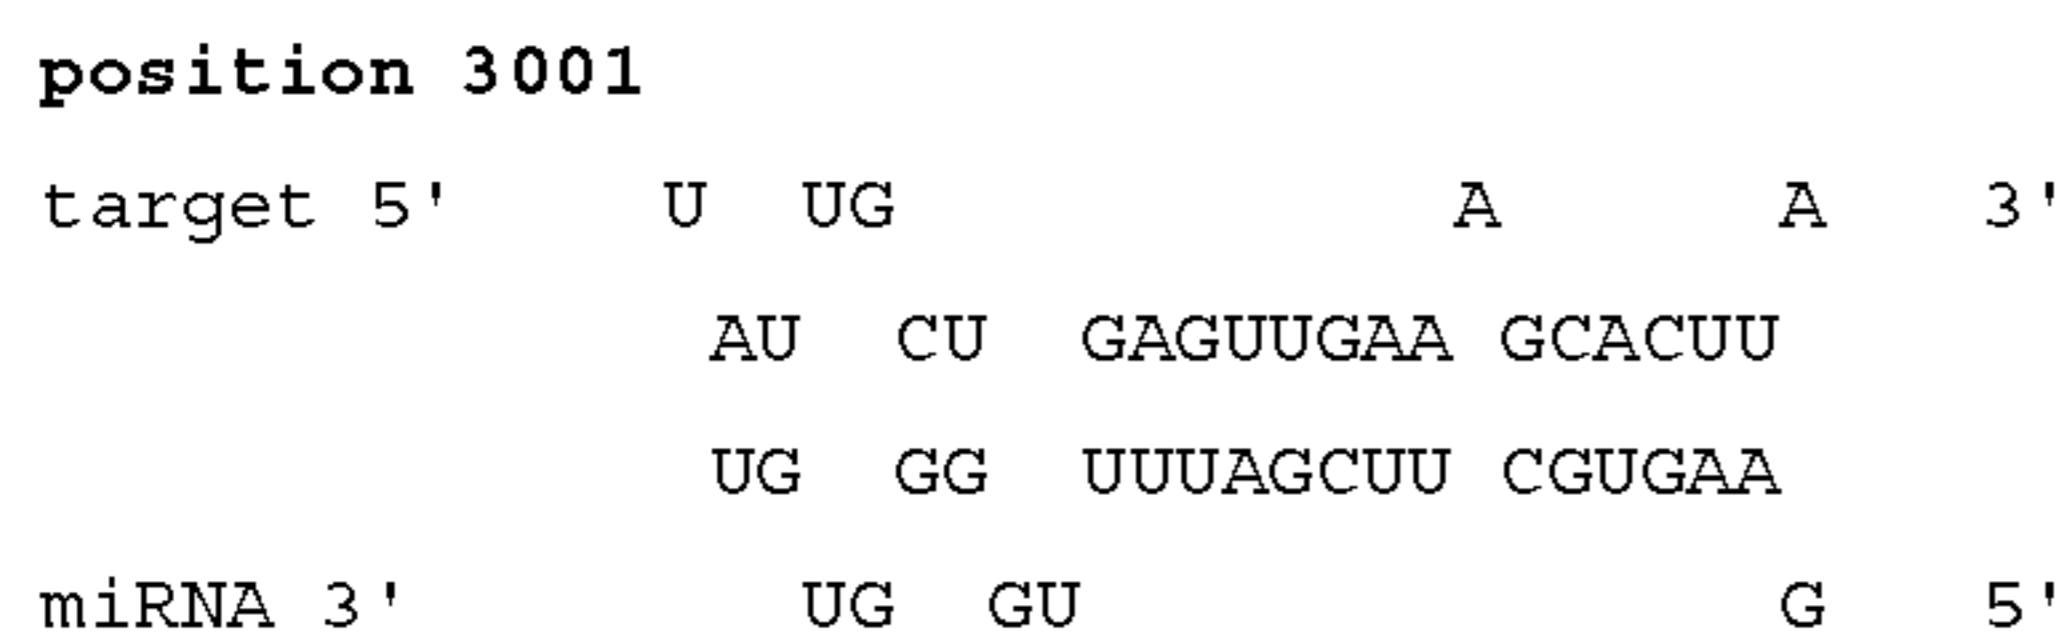 position 3001
target 5'     U  UG            A      A   3'
              AU  CU  GAGUUGAA GCACUU
              UG  GG  UUUAGCUU CGUGAA
miRNA 3'        UG  GU               G   5'